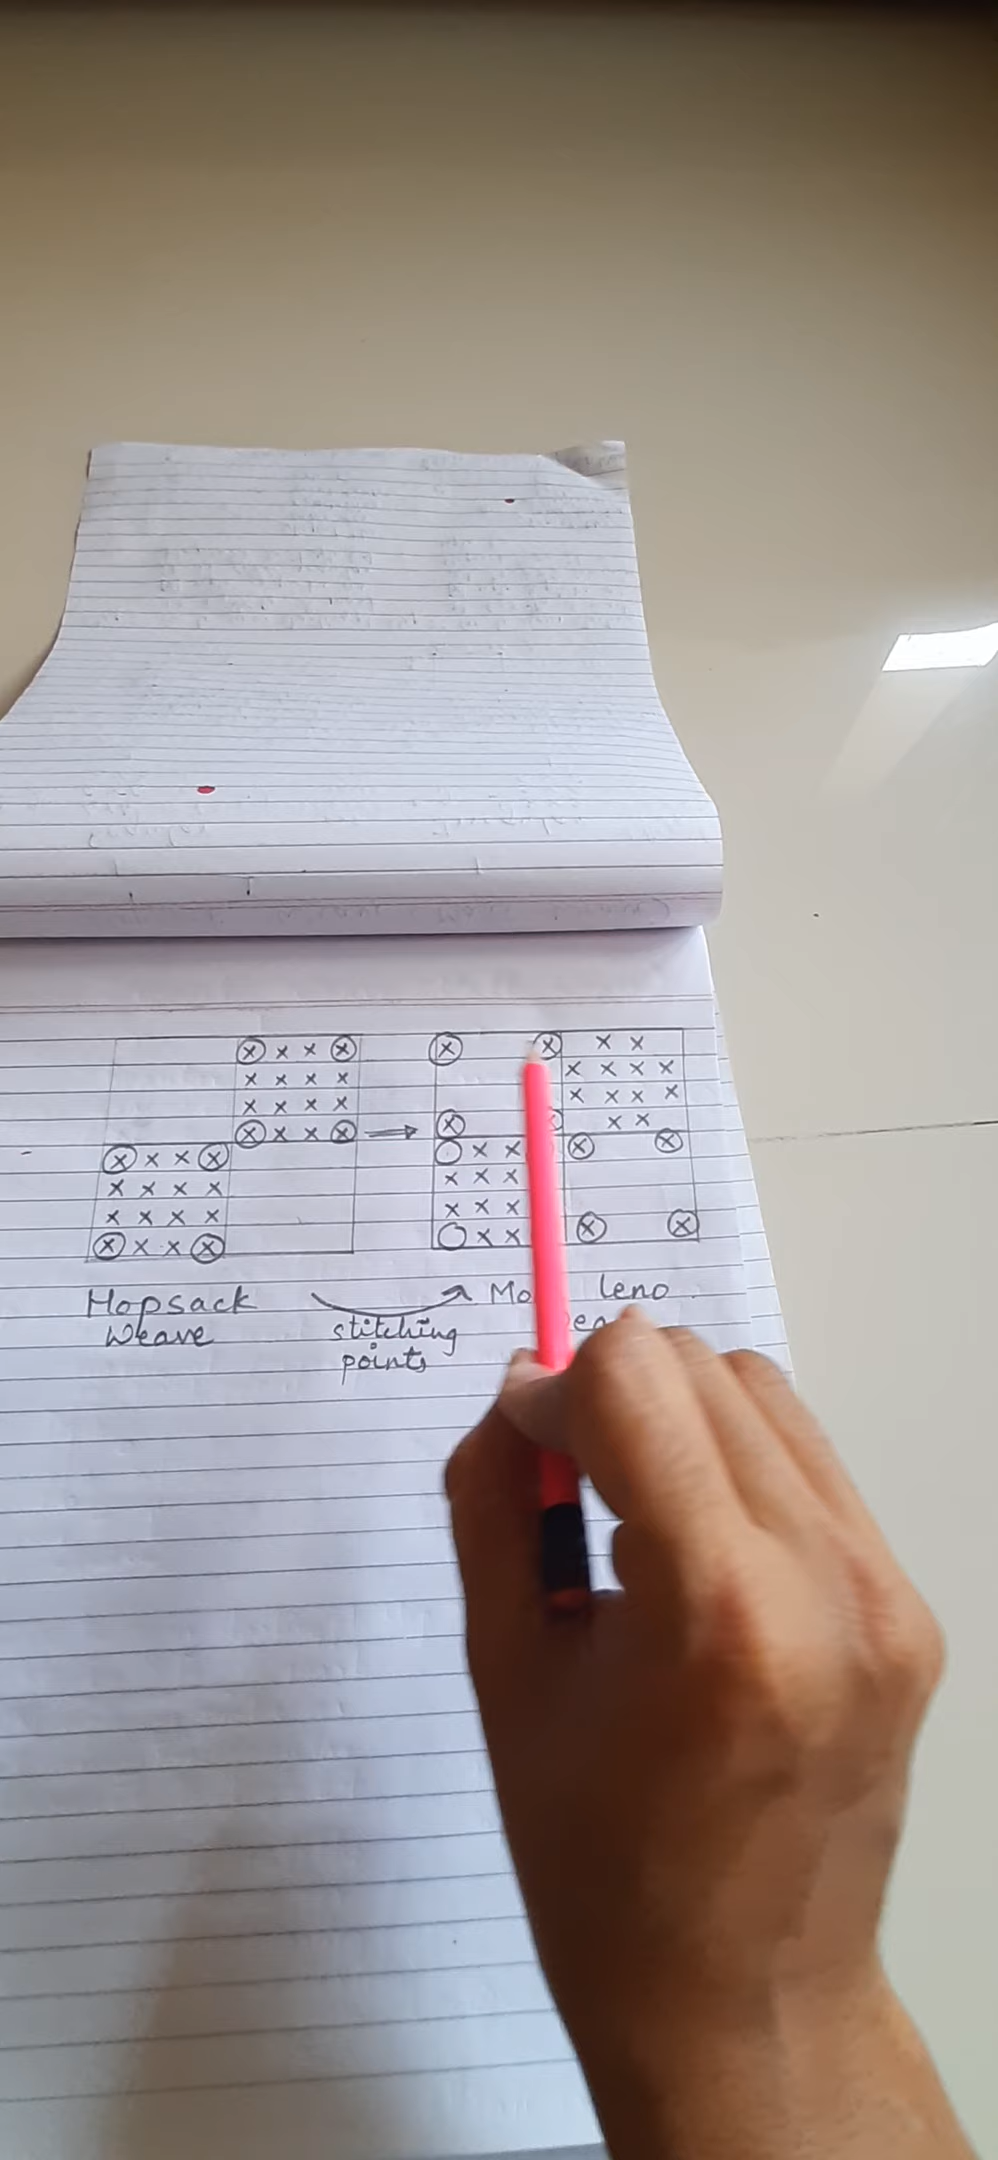 Hopsack
weave
stitching
points
leno